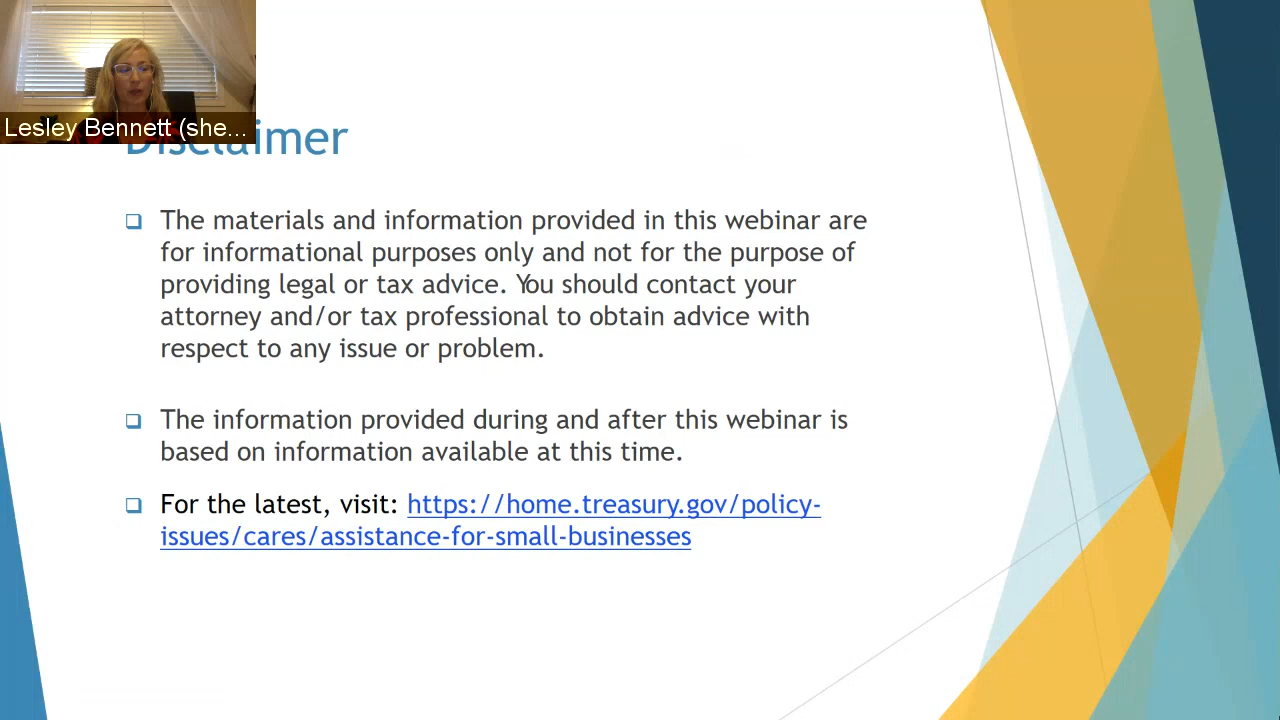 Lesley Bennett (she...
Disclaimer
❑ The materials and information provided in this webinar are
for informational purposes only and not for the purpose of
providing legal or tax advice. You should contact your
attorney and/or tax professional to obtain advice with
respect to any issue or problem.
❑ The information provided during and after this webinar is
based on information available at this time.
❑ For the latest, visit: https://home.treasury.gov/policy-
issues/cares/assistance-for-small-businesses